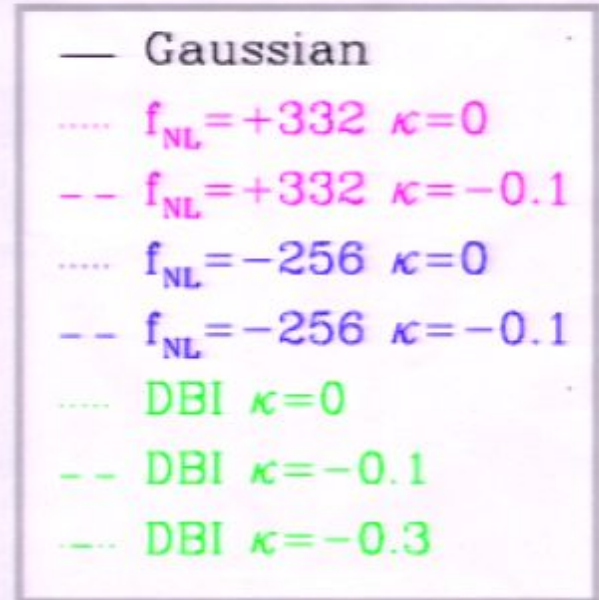 Gaussian
f_NL=+332 κ=0
f_NL=+332 κ=−0.1
f_NL=−256 κ=0
f_NL=−256 κ=−0.1
DBI κ=0
DBI κ=−0.1
DBI κ=−0.3